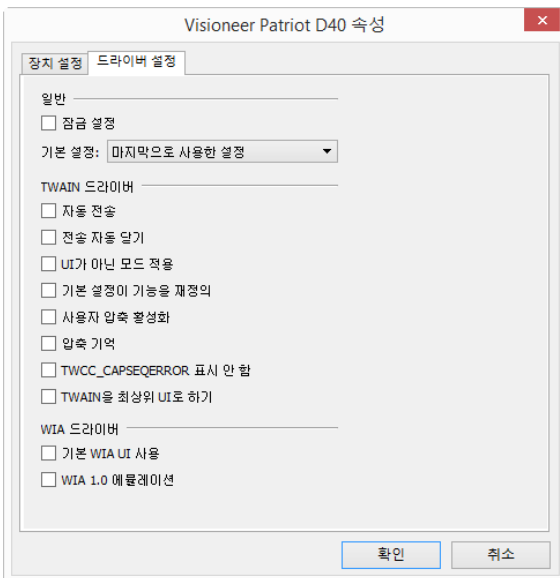 Visioneer Patriot D40 속성
장치 설정 드라이버 설정
일반
잠금 설정
기본 설정: 마지막으로 사용한 설정
TWAIN 드라이버
자동 전송
전송 자동 닫기
UI가 아닌 모드 적용
기본 설정이 기능을 재정의
사용자 압축 활성화
압축 기억
TWCC_CAPSEQERROR 표시 안 함
TWAIN을 최상위 UI로 하기
WIA 드라이버
기본 WIA UI 사용
WIA 1.0 에뮬레이션
확인 취소